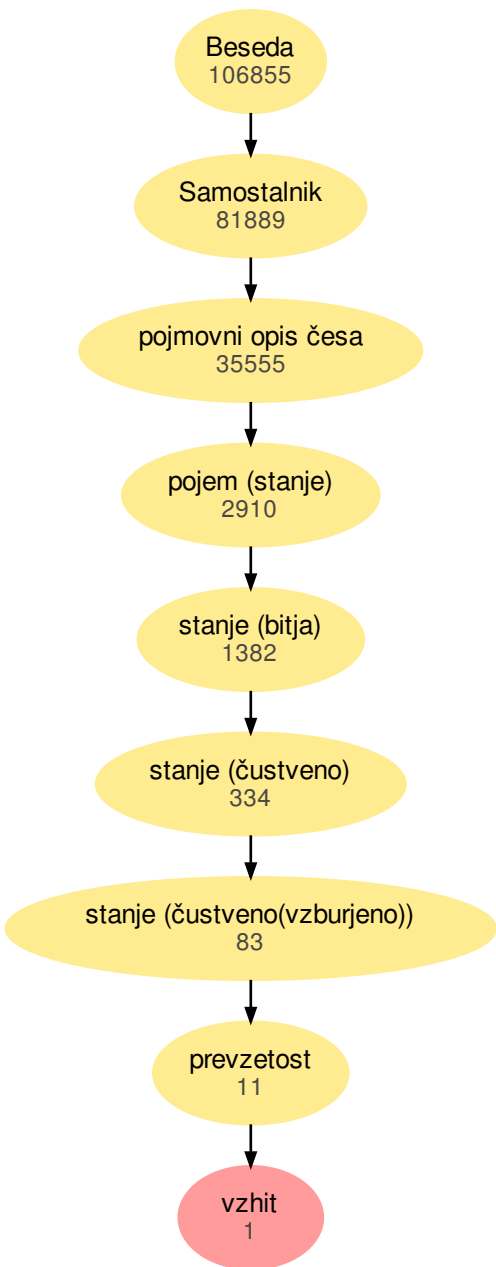 Beseda
106855
Samostalnik
81889
pojmovni opis česa
35555
pojem (stanje)
2910
stanje (bitja)
1382
stanje (čustveno)
334
stanje (čustveno(vzburjeno))
83
prevzetost
11
vzhit
1